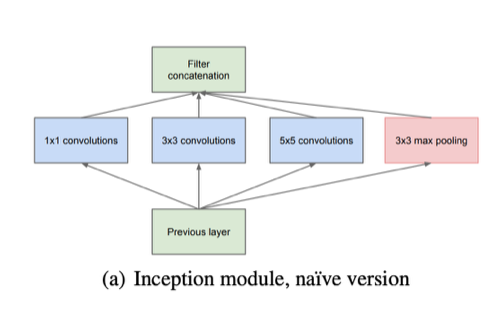 Filter
concatenation
1x1 convolutions
3x3 convolutions
5x5 convolutions
3x3 max pooling
Previous layer
(a) Inception module, naïve version